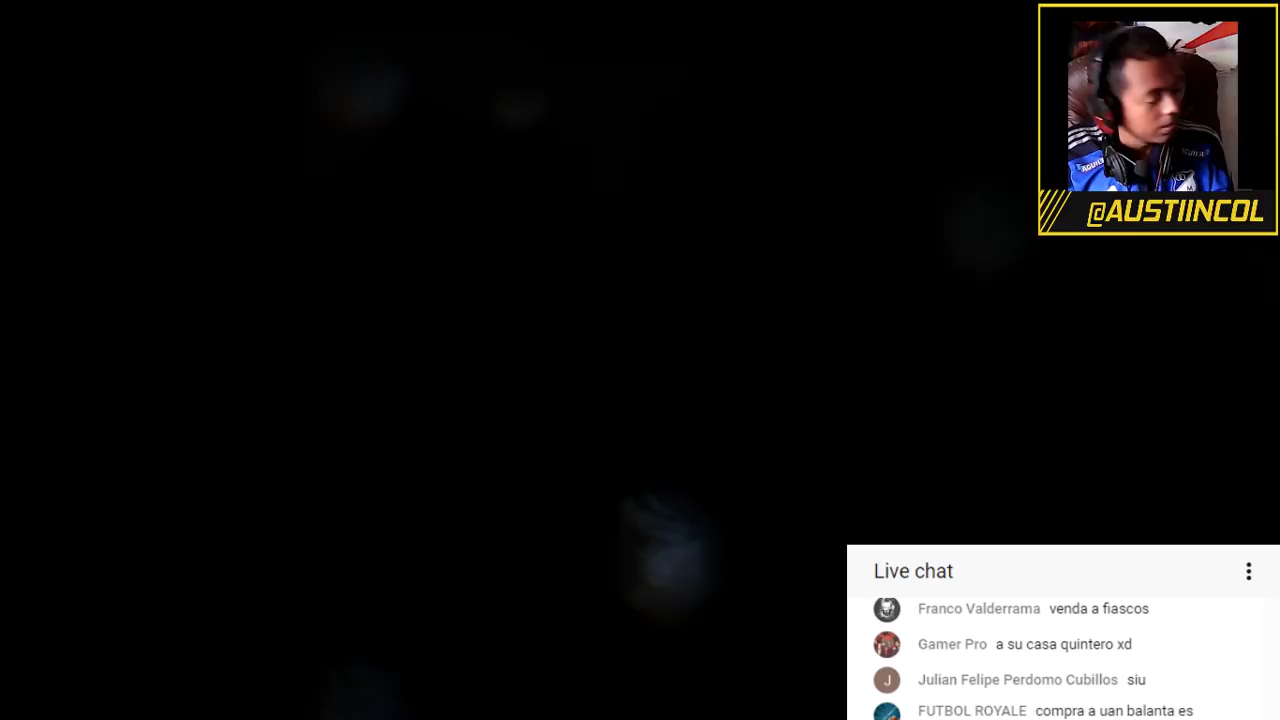 AGUILA
@AUSTIINCOL
Live chat
Franco Valderrama venda a fiascos
Gamer Pro a su casa quintero xd
J Julian Felipe Perdomo Cubillos siu
FUTBOL ROYALE compra a uan balanta es